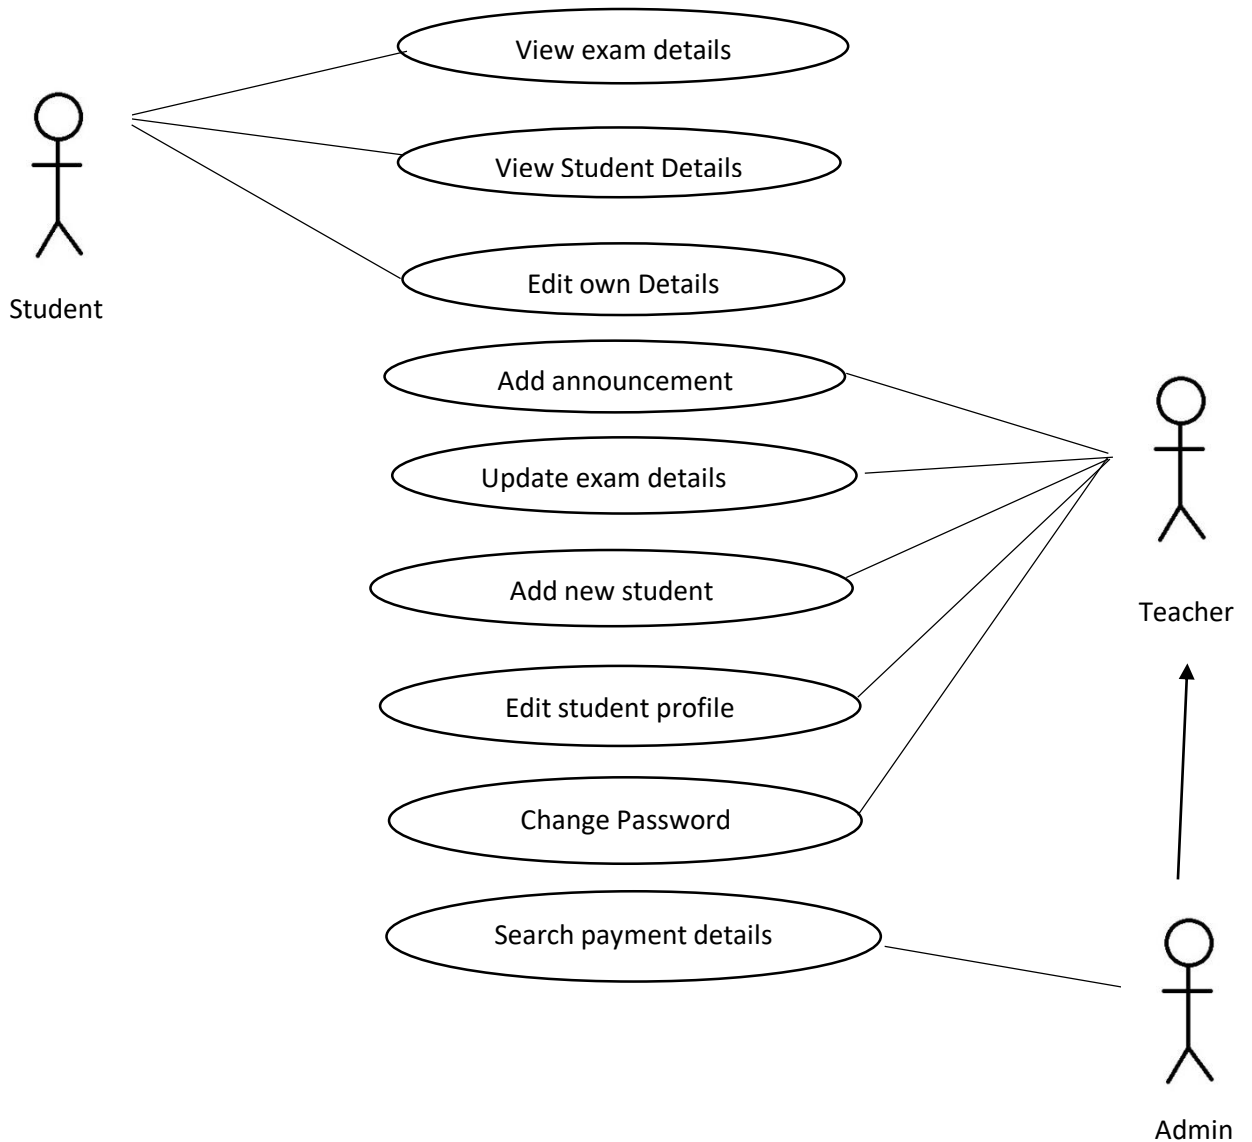 View exam details
View Student Details
Edit own Details
Student
Add announcement
Update exam details
Add new student
Teacher
Edit student profile
Change Password
Search payment details
Admin